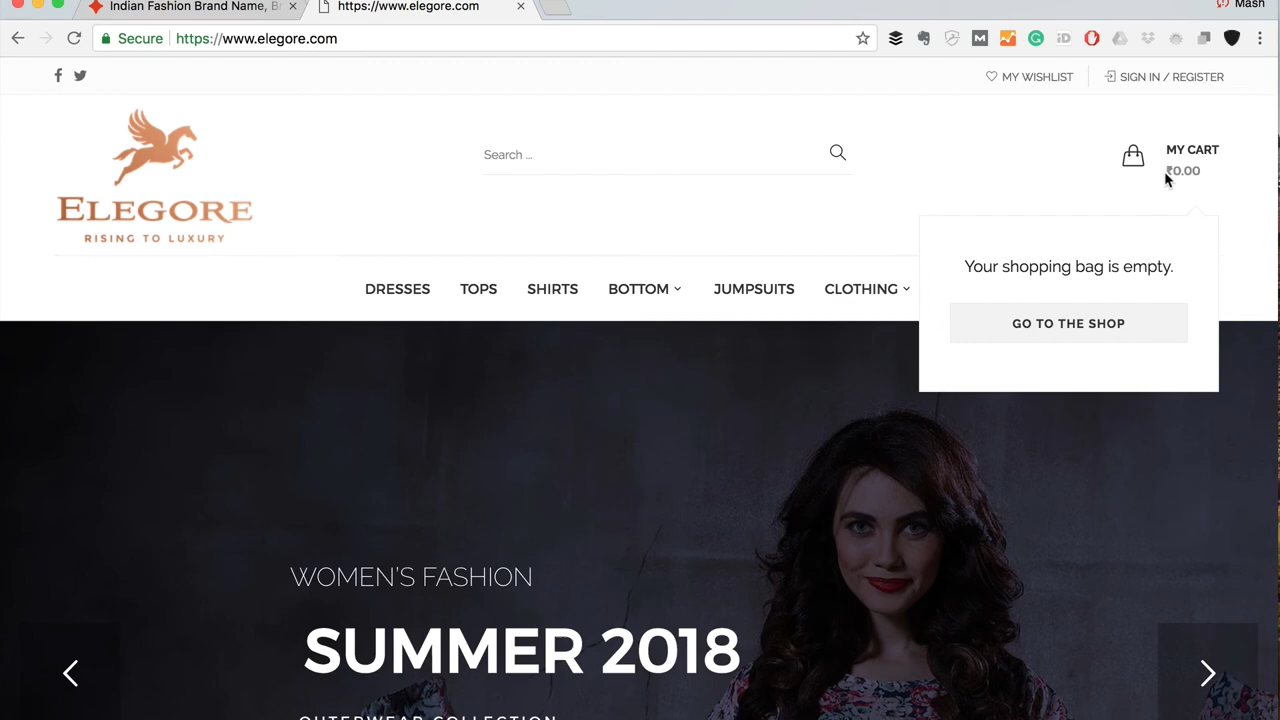 Indian Fashion Brand Name, B
https://www.elegore.com
Mash
Secure https://www.elegore.com
MY WISHLIST
SIGN IN / REGISTER
ELEGORE
RISING TO LUXURY
Search ...
MY CART
₹0.00
Your shopping bag is empty.
GO TO THE SHOP
DRESSES TOPS SHIRTS BOTTOM JUMPSUITS CLOTHING
WOMEN'S FASHION
SUMMER 2018
OUTERWEAR COLLECTION